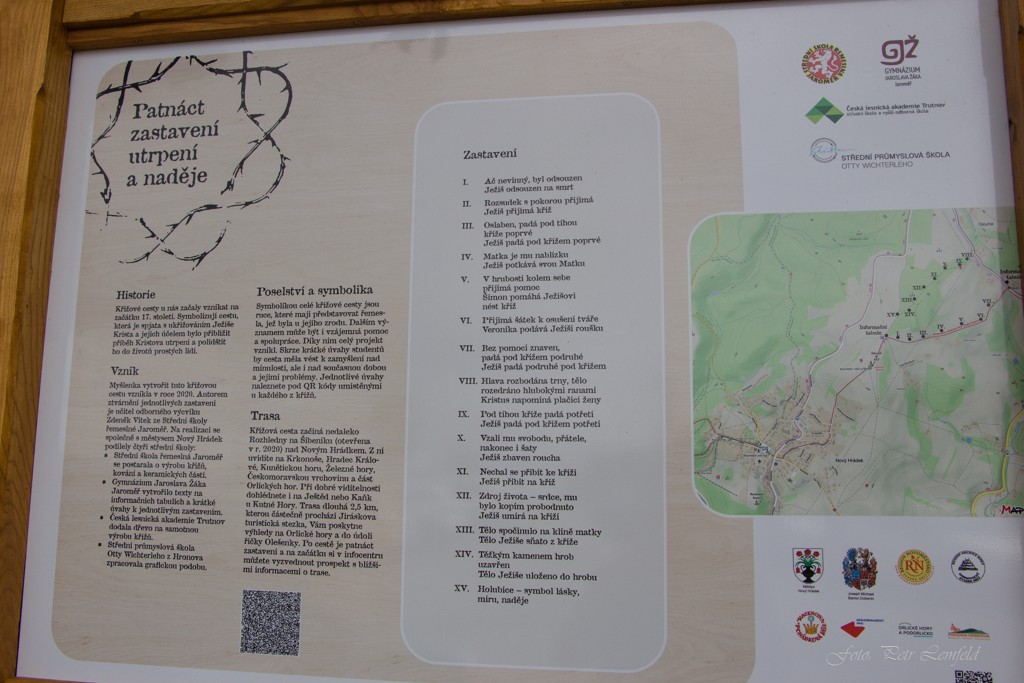 Patnáct
zastavení
utrpení
a naděje
Historie
Křížové cesty u nás začaly vznikat na
začátku 17. století. Symbolizují cestu,
která je spjata s ukřižováním Ježíše
Krista a jejich účelem bylo přiblížit
příběh Kristova utrpení a polidštit
ho do životů prostých lidí.
Vznik
Myšlenka vytvořit tuto křížovou
cestu vznikla v roce 2020. Autorem
ztvárnění jednotlivých zastavení
je učitel odborného výcviku
Zdeněk Vítek ze Střední školy
řemeslné Jaroměř. Na realizaci se
společně s městysem Nový Hrádek
podílely čtyři střední školy:
• Střední škola řemeslná Jaroměř
se postarala o výrobu křížů,
kování a keramických částí.
• Gymnázium Jaroslava Žáka
Jaroměř vytvořilo texty na
informačních tabulích a krátké
úvahy k jednotlivým zastavením.
• Česká lesnická akademie Trutnov
dodala dřevo na samotnou
výrobu křížů.
• Střední průmyslová škola
Otty Wichterleho z Hronova
zpracovala grafickou podobu.
Poselství a symbolika
Symbolikou celé křížové cesty jsou
ruce, které mají představovat řemes-
la, jež byla u jejího zrodu. Dalším vý-
znamem může být i vzájemná pomoc
a spolupráce. Díky nim celý projekt
vznikl. Skrze krátké úvahy studentů
by cesta měla vést k zamyšlení nad
minulostí, ale i nad současnou dobou
a jejími problémy. Jednotlivé úvahy
naleznete pod QR kódy umístěnými
u každého z křížů.
Trasa
Křížová cesta začíná nedaleko
Rozhledny na Šibeníku (otevřena
v r. 2020) nad Novým Hrádkem. Z ní
uvidíte na Krkonoše, Hradec Králo-
vé, Kunětickou horu, Železné hory,
Českomoravskou vrchovinu a část
Orlických hor. Při dobré viditelnosti
dohlédnete i na Ještěd nebo Kaňk
u Kutné Hory. Trasa dlouhá 2,5 km,
kterou částečně prochází Jiráskova
turistická stezka, Vám poskytne
výhledy na Orlické hory a do údolí
říčky Olešenky. Po cestě je patnáct
zastavení a na začátku si v infocentru
můžete vyzvednout prospekt s bližší-
mi informacemi o trase.
Zastavení
I. Ač nevinný, byl odsouzen
Ježíš odsouzen na smrt
II. Rozsudek s pokorou přijímá
Ježíš přijímá kříž
III. Oslaben, padá pod tíhou
kříže poprvé
Ježíš padá pod křížem poprvé
IV. Matka je mu nablízku
Ježíš potkává svou Matku
V. V hrubosti kolem sebe
přijímá pomoc
Šimon pomáhá Ježíšovi
nést kříž
VI. Přijímá šátek k osušení tváře
Veronika podává Ježíši roušku
VII. Bez pomoci znaven,
padá pod křížem podruhé
Ježíš padá podruhé pod křížem
VIII. Hlava rozbodána trny, tělo
rozedráno hlubokými ranami
Kristus napomíná plačící ženy
IX. Pod tíhou kříže padá potřetí
Ježíš padá pod křížem potřetí
X. Vzali mu svobodu, přátele,
nakonec i šaty
Ježíš zbaven roucha
XI. Nechal se přibít ke kříži
Ježíš přibit na kříž
XII. Zdroj života – srdce, mu
bylo kopím probodnuto
Ježíš umírá na kříži
XIII. Tělo spočinulo na klíně matky
Tělo Ježíše sňato z kříže
XIV. Těžkým kamenem hrob
uzavřen
Tělo Ježíše uloženo do hrobu
XV. Holubice – symbol lásky,
míru, naděje
GJŽ
GYMNÁZIUM
JAROSLAVA ŽÁKA
Jaroměř
Česká lesnická akademie Trutnov
střední škola a vyšší odborná škola
STŘEDNÍ PRŮMYSLOVÁ ŠKOLA
OTTY WICHTERLEHO
Informační
tabule
Nový Hrádek
Nový Hrádek
RN
ORLICKÉ HORY
A PODORLICKO
Foto. Petr Lemfeld